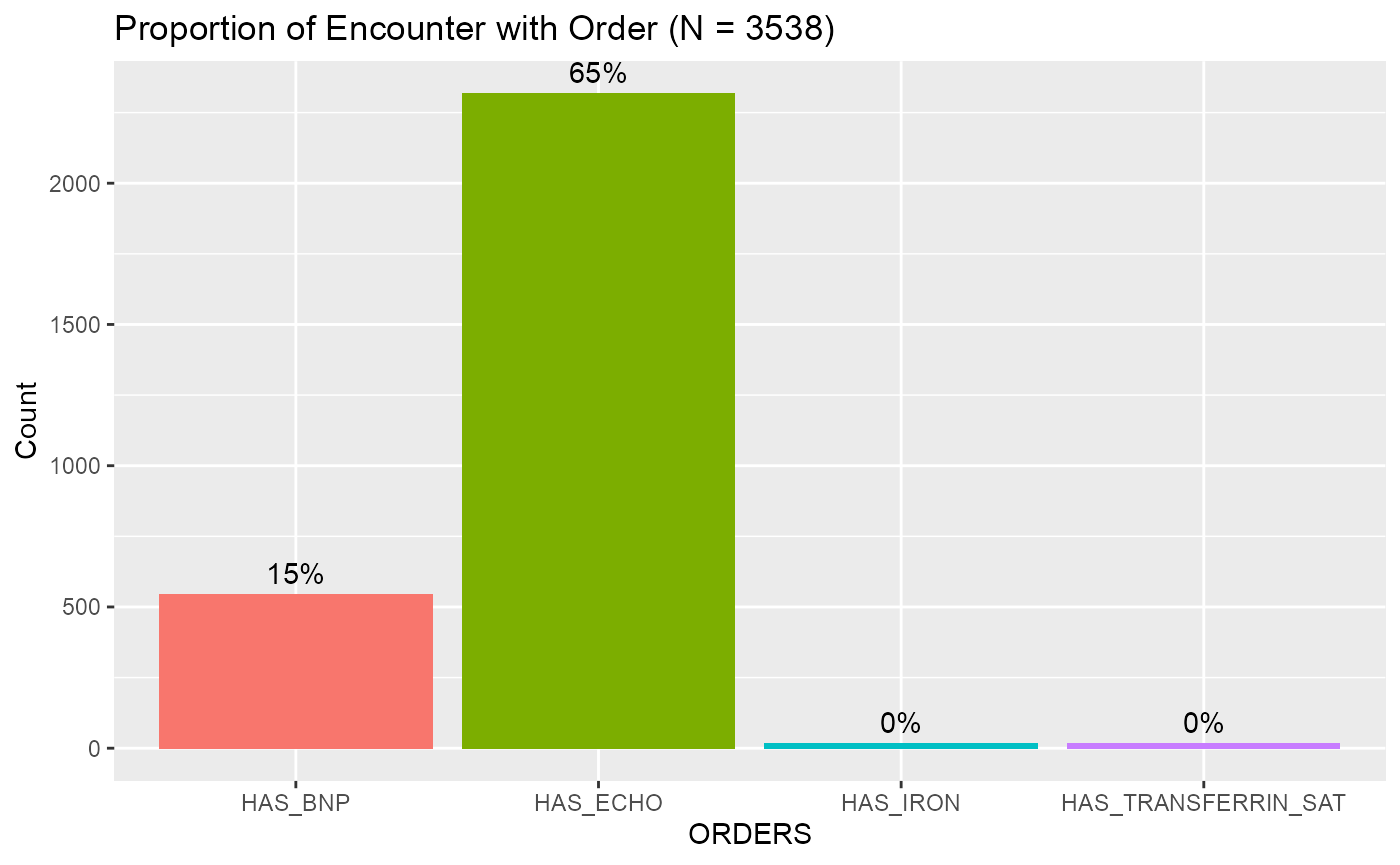 Proportion of Encounter with Order (N = 3538)
65%
2000
1500
Count
1000
15%
500
0%
0%
0
HAS_BNP
HAS_ECHO
HAS_IRON
HAS_TRANSFERRIN_SAT
ORDERS